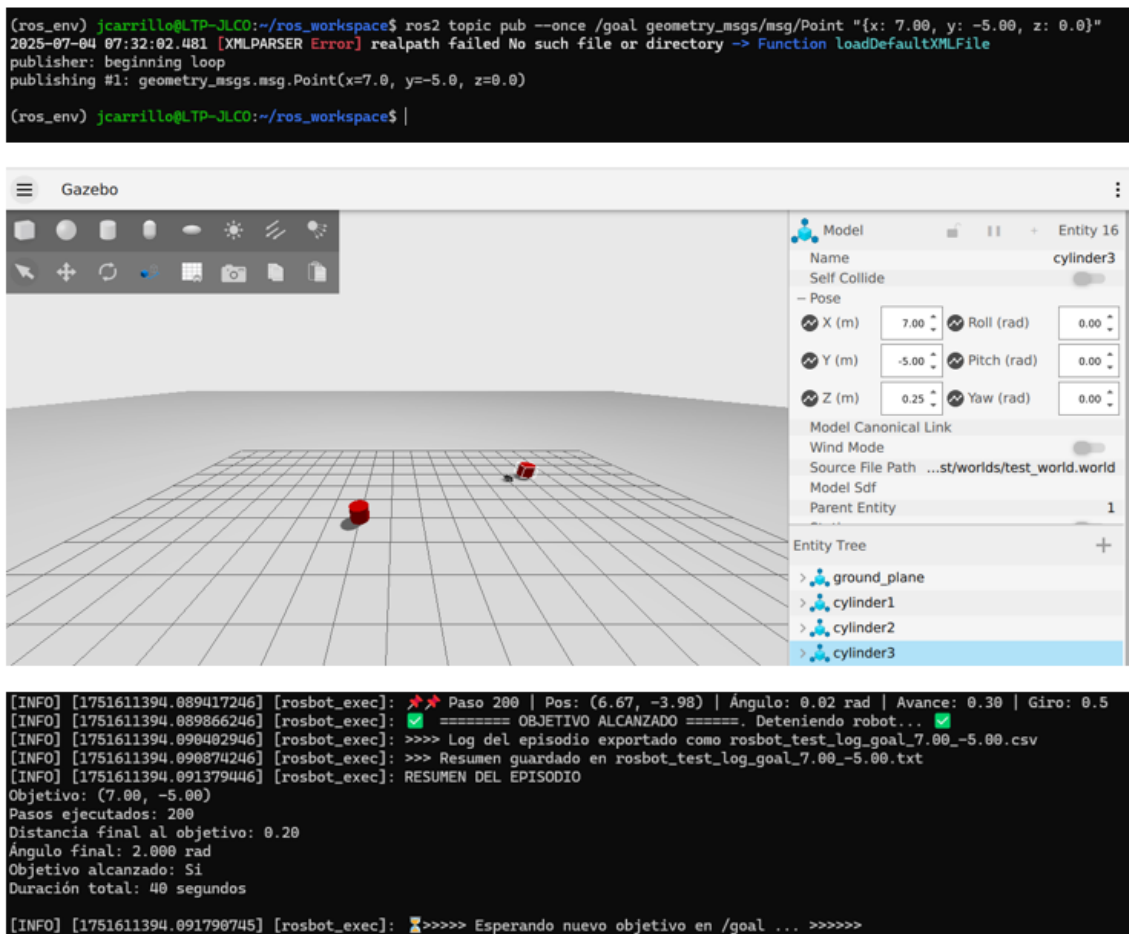 (ros_env) jcarrillo@LTP-JLCO:~/ros_workspace$ ros2 topic pub --once /goal geometry_msgs/msg/Point "{x: 7.00, y: -5.00, z: 0.0}"
2025-07-04 07:32:02.481 [XMLPARSER Error] realpath failed No such file or directory -> Function loadDefaultXMLFile
publisher: beginning loop
publishing #1: geometry_msgs.msg.Point(x=7.0, y=-5.0, z=0.0)
(ros_env) jcarrillo@LTP-JLCO:~/ros_workspace$
Gazebo
Model Entity 16
Name cylinder3
Self Collide
− Pose
X (m) 7.00 Roll (rad) 0.00
Y (m) -5.00 Pitch (rad) 0.00
Z (m) 0.25 Yaw (rad) 0.00
Model Canonical Link
Wind Mode
Source File Path ...st/worlds/test_world.world
Model Sdf
Parent Entity 1
Entity Tree
ground_plane
cylinder1
cylinder2
cylinder3
[INFO] [1751611394.089417246] [rosbot_exec]: 📌📌 Paso 200 | Pos: (6.67, -3.98) | Ángulo: 0.02 rad | Avance: 0.30 | Giro: 0.5
[INFO] [1751611394.089866246] [rosbot_exec]: ✅ ======== OBJETIVO ALCANZADO ======. Deteniendo robot... ✅
[INFO] [1751611394.090402946] [rosbot_exec]: >>>> Log del episodio exportado como rosbot_test_log_goal_7.00_-5.00.csv
[INFO] [1751611394.090874246] [rosbot_exec]: >>> Resumen guardado en rosbot_test_log_goal_7.00_-5.00.txt
[INFO] [1751611394.091379446] [rosbot_exec]: RESUMEN DEL EPISODIO
Objetivo: (7.00, -5.00)
Pasos ejecutados: 200
Distancia final al objetivo: 0.20
Ángulo final: 2.000 rad
Objetivo alcanzado: Si
Duración total: 40 segundos
[INFO] [1751611394.091790745] [rosbot_exec]: ⏳>>>>> Esperando nuevo objetivo en /goal ... >>>>>>